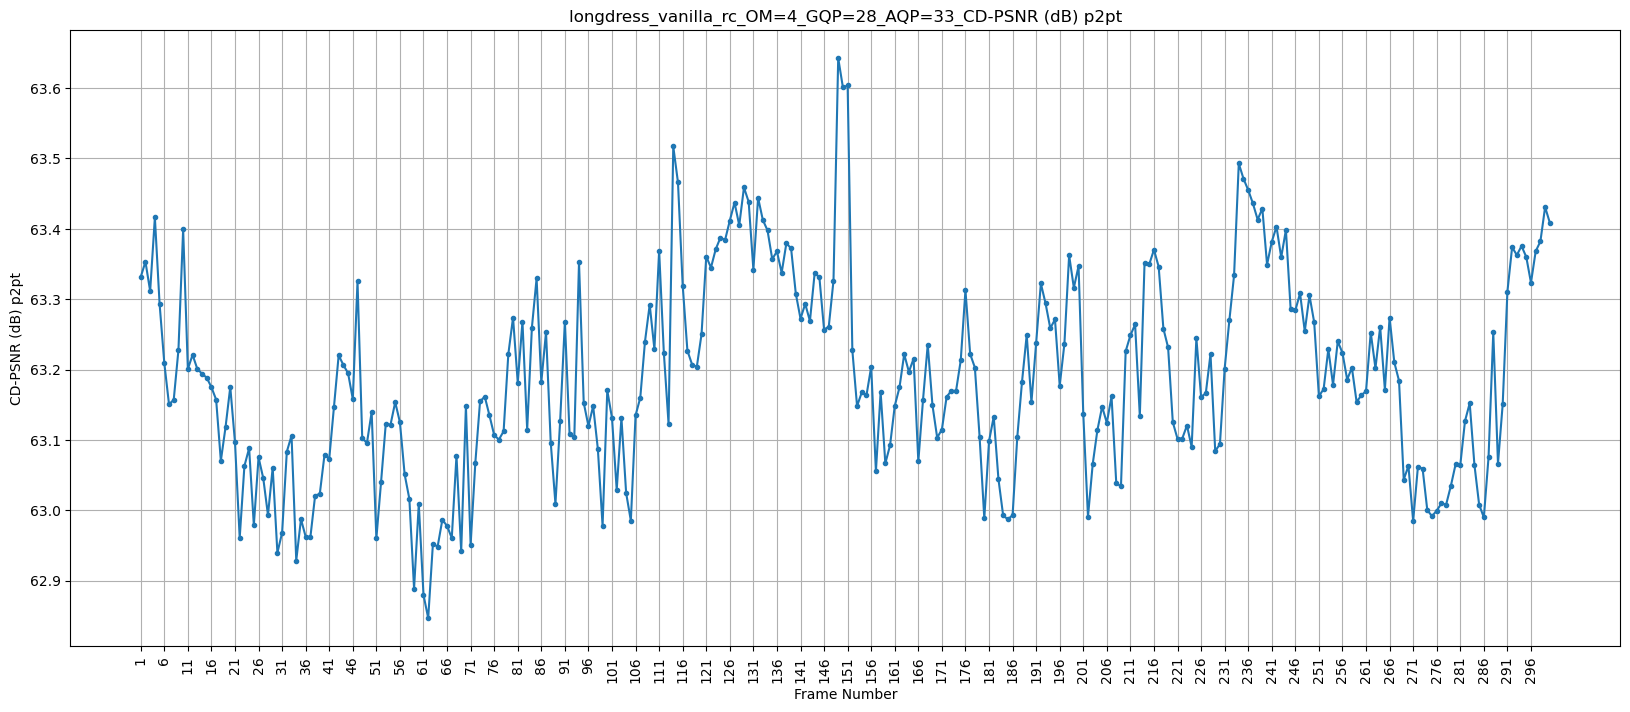 longdress_vanilla_rc_OM=4_GQP=28_AQP=33_CD-PSNR (dB) p2pt
CD-PSNR (dB) p2pt
63.6
63.5
63.4
63.3
63.2
63.1
63.0
62.9
1 6 11 16 21 26 31 36 41 46 51 56 61 66 71 76 81 86 91 96 101 106 111 116 121 126 131 136 141 146 151 156 161 166 171 176 181 186 191 196 201 206 211 216 221 226 231 236 241 246 251 256 261 266 271 276 281 286 291 296
Frame Number